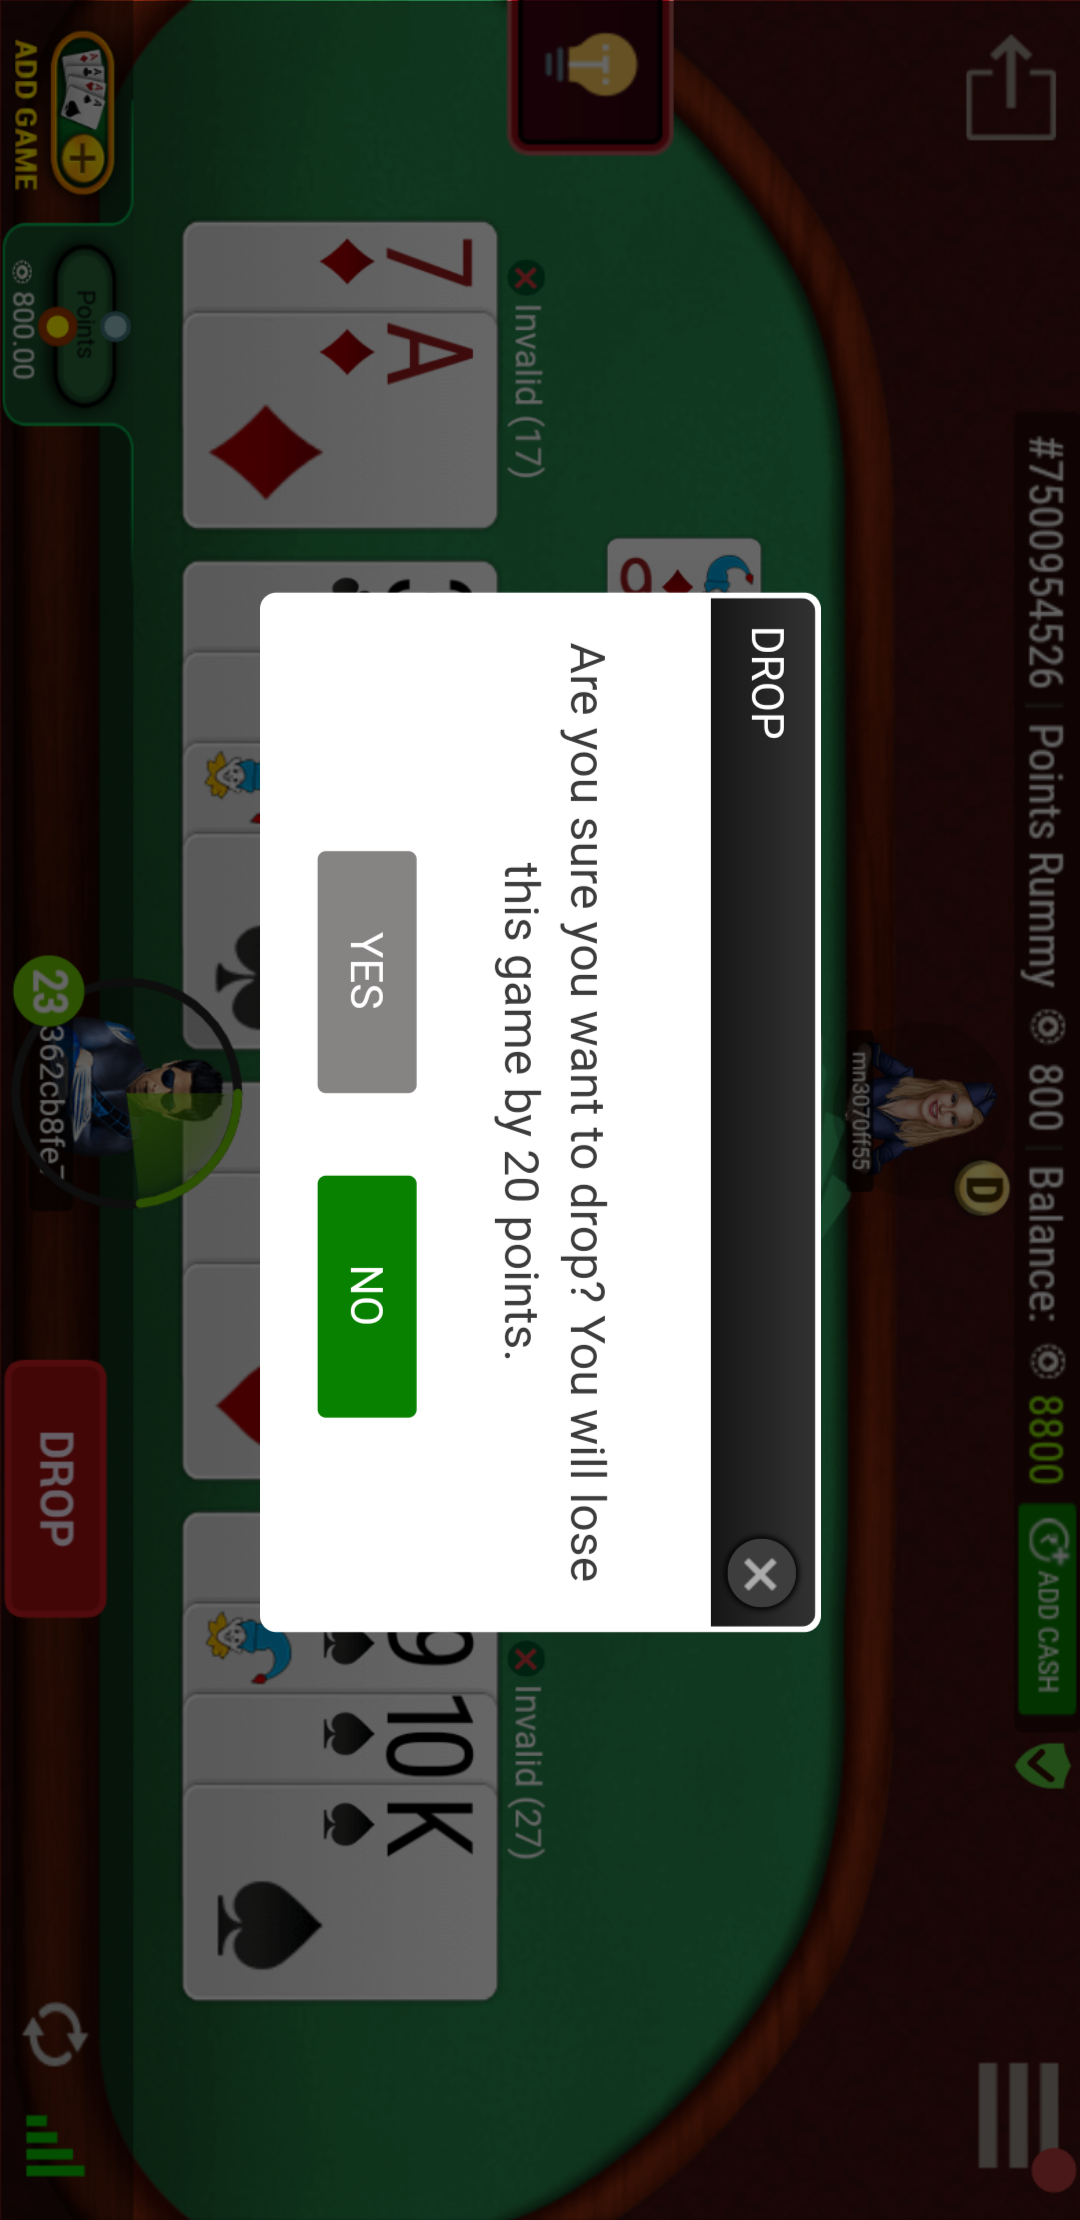 #7500954526 | Points Rummy 800 | Balance: 8800 ADD CASH
mn3070ff55
D
DROP
Are you sure you want to drop? You will lose
this game by 20 points.
YES
NO
Invalid (17)
Invalid (27)
7
A
9
10
K
23
DROP
Points
800.00
ADD GAME